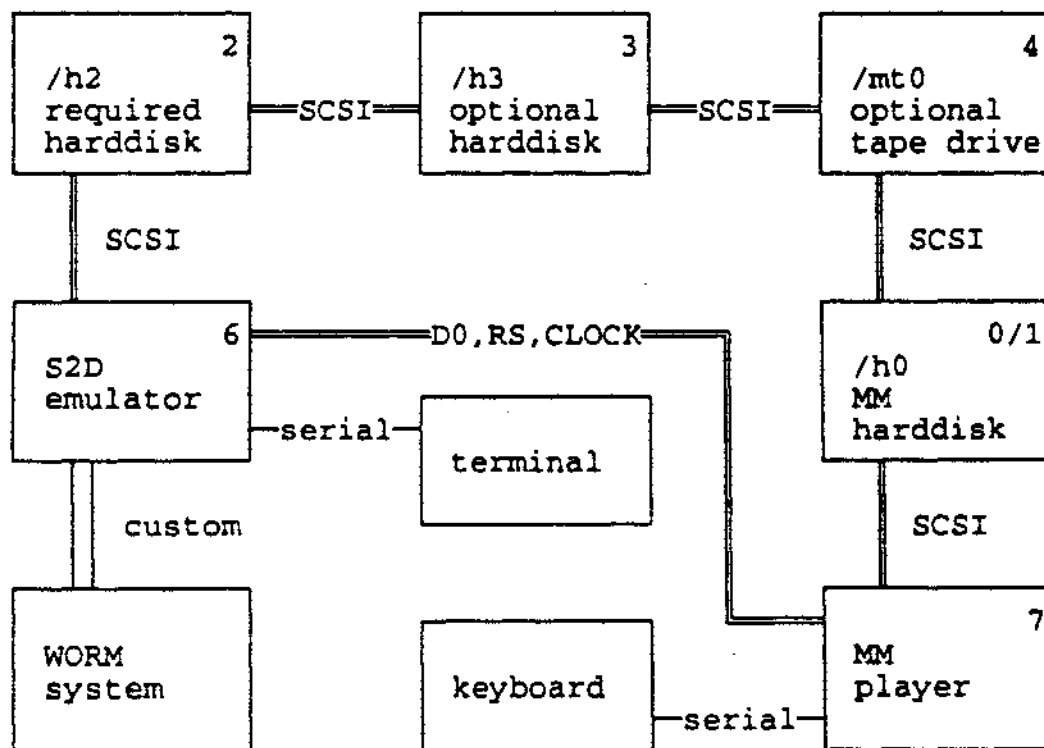 2
/h2
required
harddisk
SCSI
3
/h3
optional
harddisk
SCSI
4
/mt0
optional
tape drive
SCSI
SCSI
6
S2D
emulator
D0,RS,CLOCK
0/1
/h0
MM
harddisk
serial
terminal
custom
SCSI
WORM
system
keyboard
serial
7
MM
player